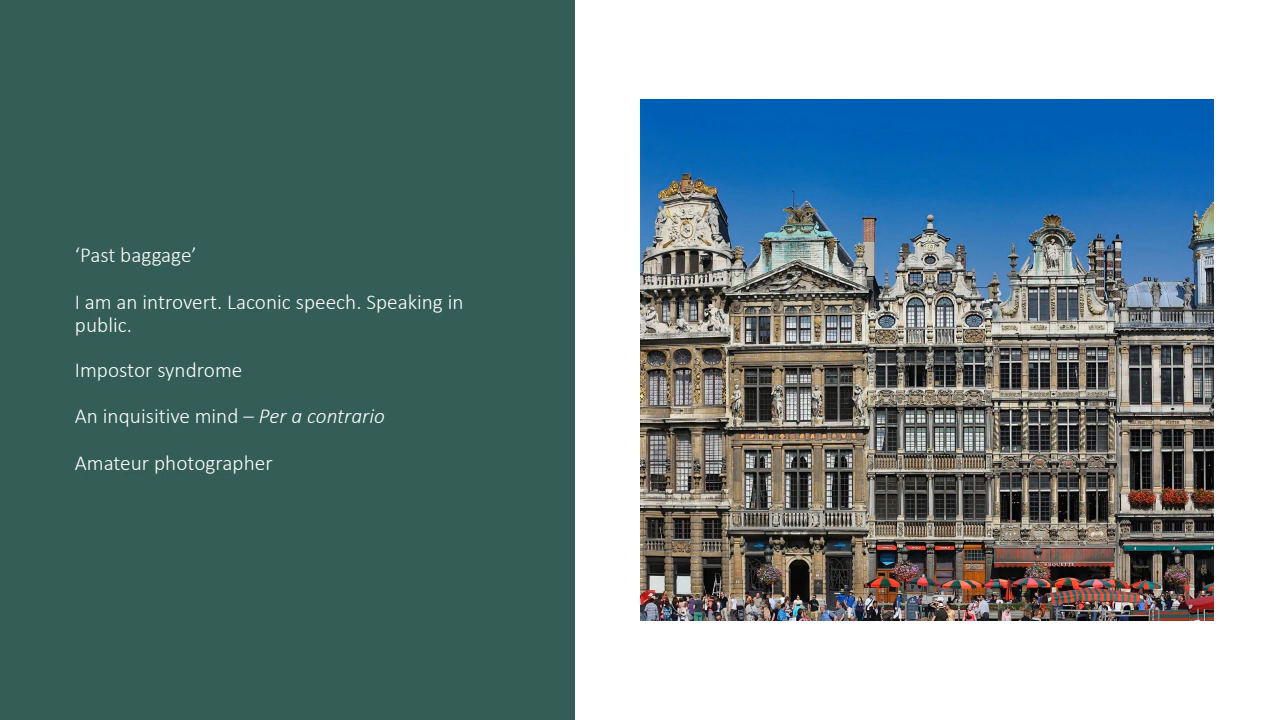 ‘Past baggage’
I am an introvert. Laconic speech. Speaking in
public.
Impostor syndrome
An inquisitive mind – Per a contrario
Amateur photographer